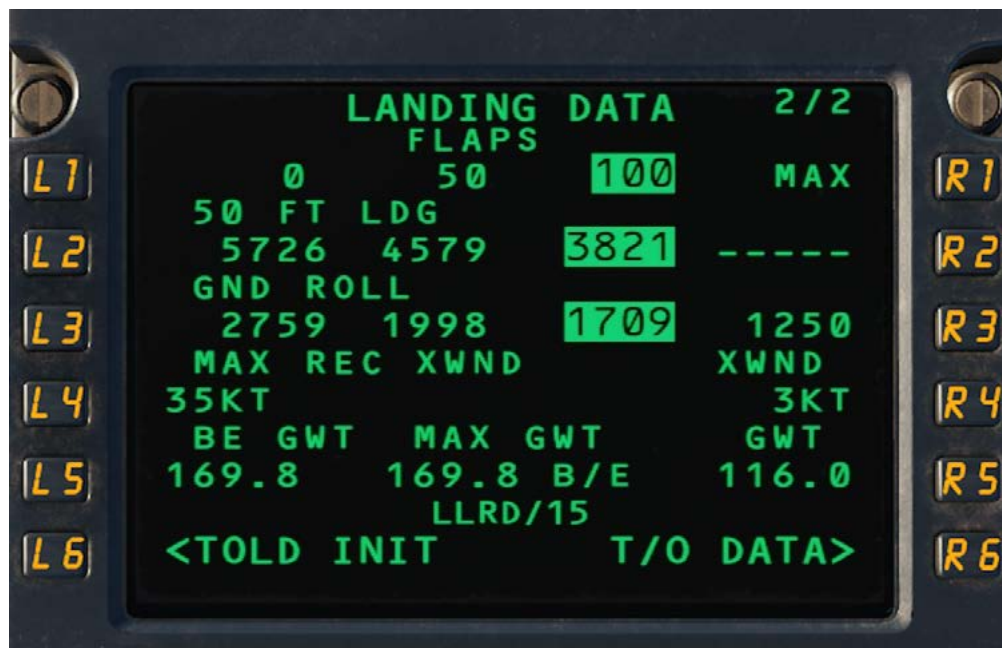 LANDING DATA 2/2
FLAPS
L1 0 50 100 MAX R1
50 FT LDG
L2 5726 4579 3821 ----- R2
GND ROLL
L3 2759 1998 1709 1250 R3
MAX REC XWND XWND
L4 35KT 3KT R4
BE GWT MAX GWT GWT
L5 169.8 169.8 B/E 116.0 R5
LLRD/15
L6 <TOLD INIT T/O DATA> R6